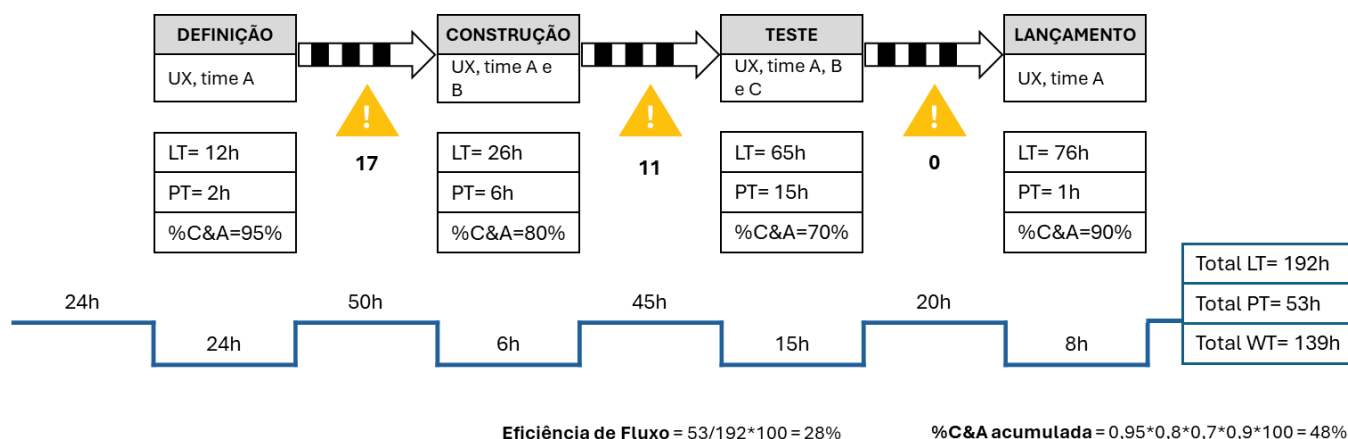 DEFINIÇÃO
UX, time A
CONSTRUÇÃO
UX, time A e
B
TESTE
UX, time A, B
e C
LANÇAMENTO
UX, time A
!
17
!
11
!
0
LT= 12h
PT= 2h
%C&A=95%
LT= 26h
PT= 6h
%C&A=80%
LT= 65h
PT= 15h
%C&A=70%
LT= 76h
PT= 1h
%C&A=90%
24h
24h
50h
6h
45h
15h
20h
8h
Total LT= 192h
Total PT= 53h
Total WT= 139h
Eficiência de Fluxo = 53/192*100 = 28%
%C&A acumulada = 0,95*0,8*0,7*0,9*100 = 48%